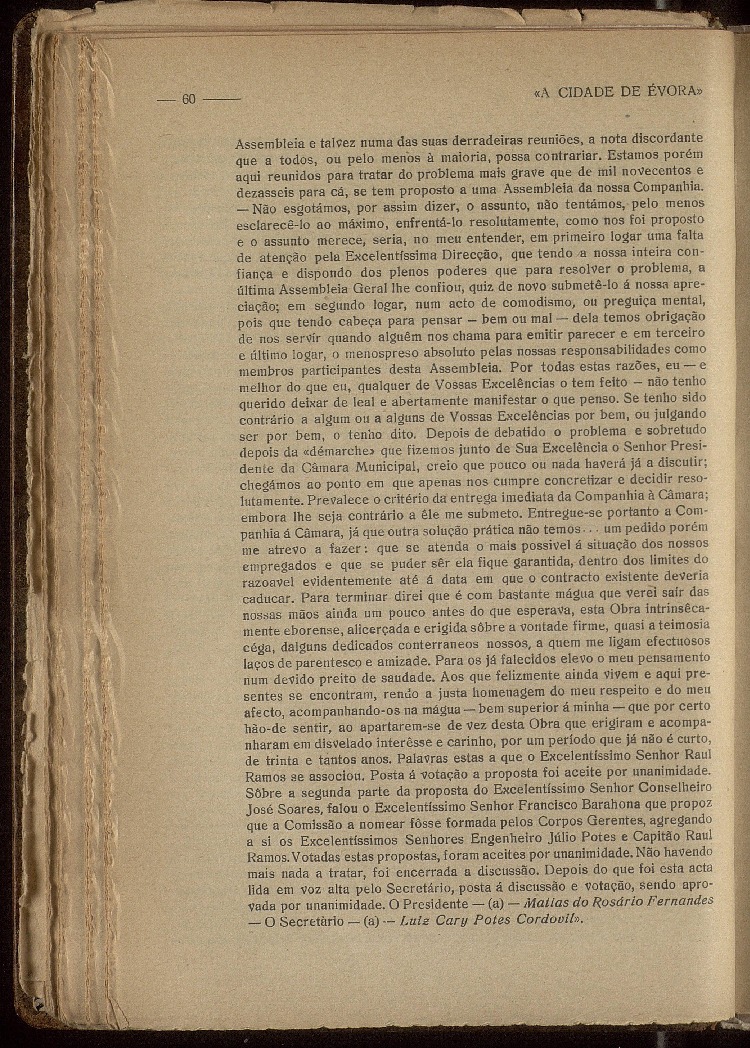 — 60 —— «A CIDADE DE ÉVORA»
Assembleia e talvez numa das suas derradeiras reuniões, a nota discordante
que a todos, ou pelo menos à maioria, possa contrariar. Estamos porém
aqui reunidos para tratar do problema mais grave que de mil novecentos e
dezasseis para cá, se tem proposto a uma Assembleia da nossa Companhia.
— Não esgotámos, por assim dizer, o assunto, não tentámos, pelo menos
esclarecê-lo ao máximo, enfrentá-lo resolutamente, como nos foi proposto
e o assunto merece, seria, no meu entender, em primeiro logar uma falta
de atenção pela Excelentíssima Direcção, que tendo a nossa inteira con-
fiança e dispondo dos plenos poderes que para resolver o problema, a
última Assembleia Geral lhe confiou, quiz de novo submetê-lo á nossa apre-
ciação; em segundo logar, num acto de comodismo, ou preguiça mental,
pois que tendo cabeça para pensar — bem ou mal — dela temos obrigação
de nos servir quando alguêm nos chama para emitir parecer e em terceiro
e último logar, o menospreso absoluto pelas nossas responsabilidades como
membros participantes desta Assembleia. Por todas estas razões, eu — e
melhor do que eu, qualquer de Vossas Excelências o tem feito — não tenho
querido deixar de leal e abertamente manifestar o que penso. Se tenho sido
contrário a algum ou a alguns de Vossas Excelências por bem, ou julgando
ser por bem, o tenho dito. Depois de debatido o problema e sobretudo
depois da «démarche» que fizemos junto de Sua Excelência o Senhor Presi-
dente da Câmara Municipal, creio que pouco ou nada haverá já a discutir;
chegámos ao ponto em que apenas nos cumpre concretizar e decidir reso-
lutamente. Prevalece o critério da entrega imediata da Companhia à Câmara;
embora lhe seja contrário a êle me submeto. Entregue-se portanto a Com-
panhia á Câmara, já que outra solução prática não temos... um pedido porém
me atrevo a fazer: que se atenda o mais possivel á situação dos nossos
empregados e que se puder sêr ela fique garantida, dentro dos limites do
razoavel evidentemente até á data em que o contracto existente deveria
caducar. Para terminar direi que é com bastante mágua que verei saír das
nossas mãos ainda um pouco antes do que esperava, esta Obra intrinsêca-
mente eborense, alicerçada e erigida sôbre a vontade firme, quasi a teimosia
céga, dalguns dedicados conterraneos nossos, a quem me ligam efectuosos
laços de parentesco e amizade. Para os já falecidos elevo o meu pensamento
num devido preito de saudade. Aos que felizmente ainda vivem e aqui pre-
sentes se encontram, rendo a justa homenagem do meu respeito e do meu
afecto, acompanhando-os na mágua — bem superior á minha — que por certo
hão-de sentir, ao apartarem-se de vez desta Obra que erigiram e acompa-
nharam em disvelado interêsse e carinho, por um período que já não é curto,
de trinta e tantos anos. Palavras estas a que o Excelentíssimo Senhor Raul
Ramos se associou. Posta á votação a proposta foi aceite por unanimidade.
Sôbre a segunda parte da proposta do Excelentíssimo Senhor Conselheiro
José Soares, falou o Excelentíssimo Senhor Francisco Barahona que propoz
que a Comissão a nomear fôsse formada pelos Corpos Gerentes, agregando
a si os Excelentíssimos Senhores Engenheiro Júlio Potes e Capitão Raul
Ramos. Votadas estas propostas, foram aceites por unanimidade. Não havendo
mais nada a tratar, foi encerrada a discussão. Depois do que foi esta acta
lida em voz alta pelo Secretário, posta á discussão e votação, sendo apro-
vada por unanimidade. O Presidente — (a) — Matias do Rosário Fernandes
— O Secretàrio — (a) — Luiz Cary Potes Cordovil».